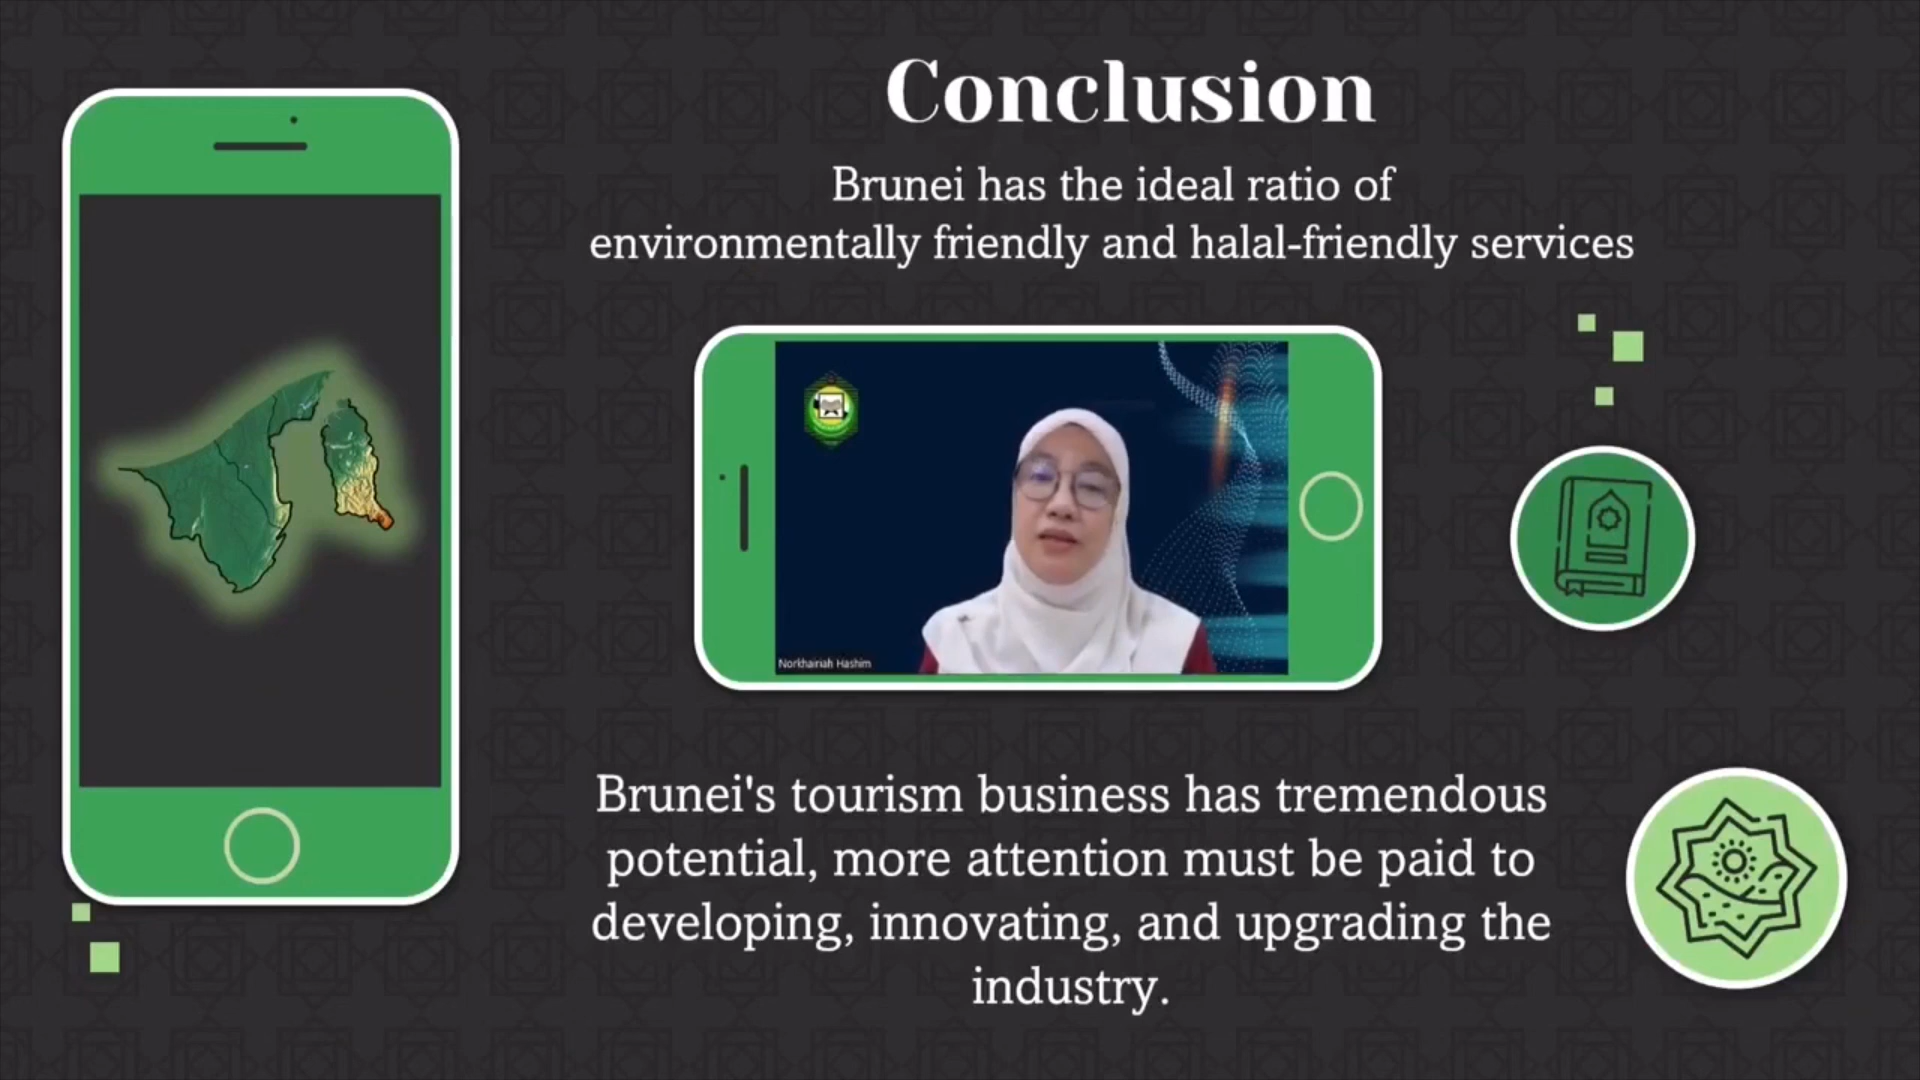 Conclusion
Brunei has the ideal ratio of
environmentally friendly and halal-friendly services
Norkhairiah Hashim
Brunei's tourism business has tremendous
potential, more attention must be paid to
developing, innovating, and upgrading the
industry.